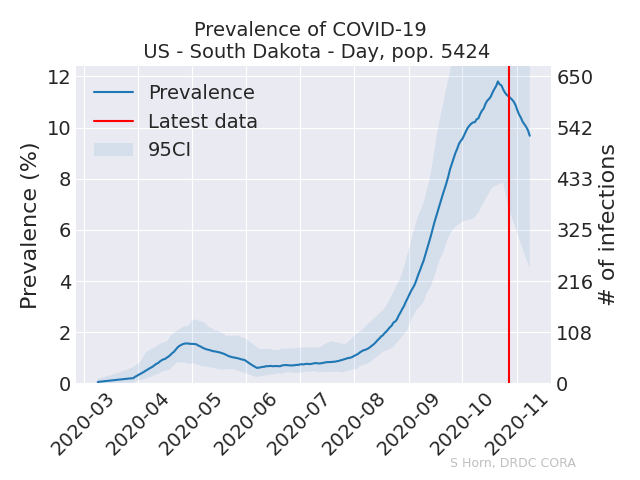 Prevalence of COVID-19
US - South Dakota - Day, pop. 5424
Prevalence
Latest data
95CI
Prevalence (%)
12
10
8
6
4
2
0
650
542
433
325
216
108
0
# of infections
2020-03
2020-04
2020-05
2020-06
2020-07
2020-08
2020-09
2020-10
2020-11
S Horn, DRDC CORA